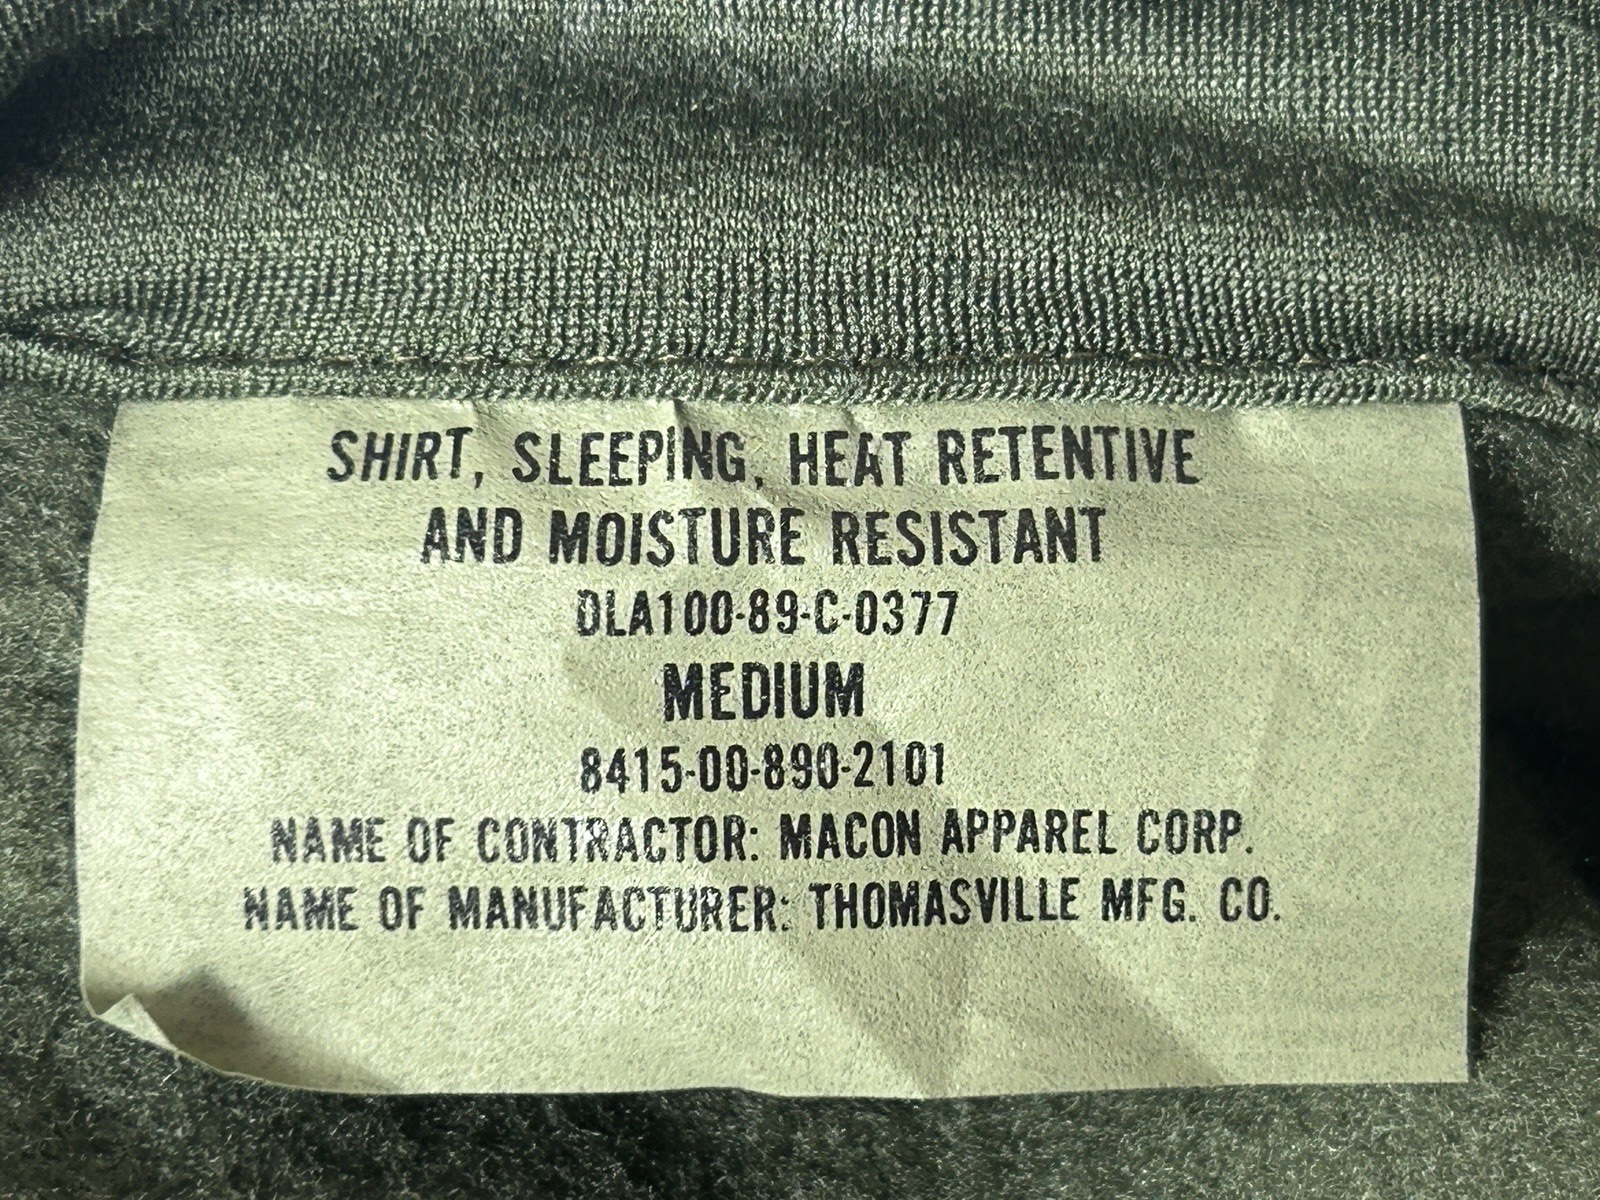 SHIRT, SLEEPING, HEAT RETENTIVE
AND MOISTURE RESISTANT
DLA100-89-C-0377
MEDIUM
8415-00-890-2101
NAME OF CONTRACTOR: MACON APPAREL CORP.
NAME OF MANUFACTURER: THOMASVILLE MFG. CO.